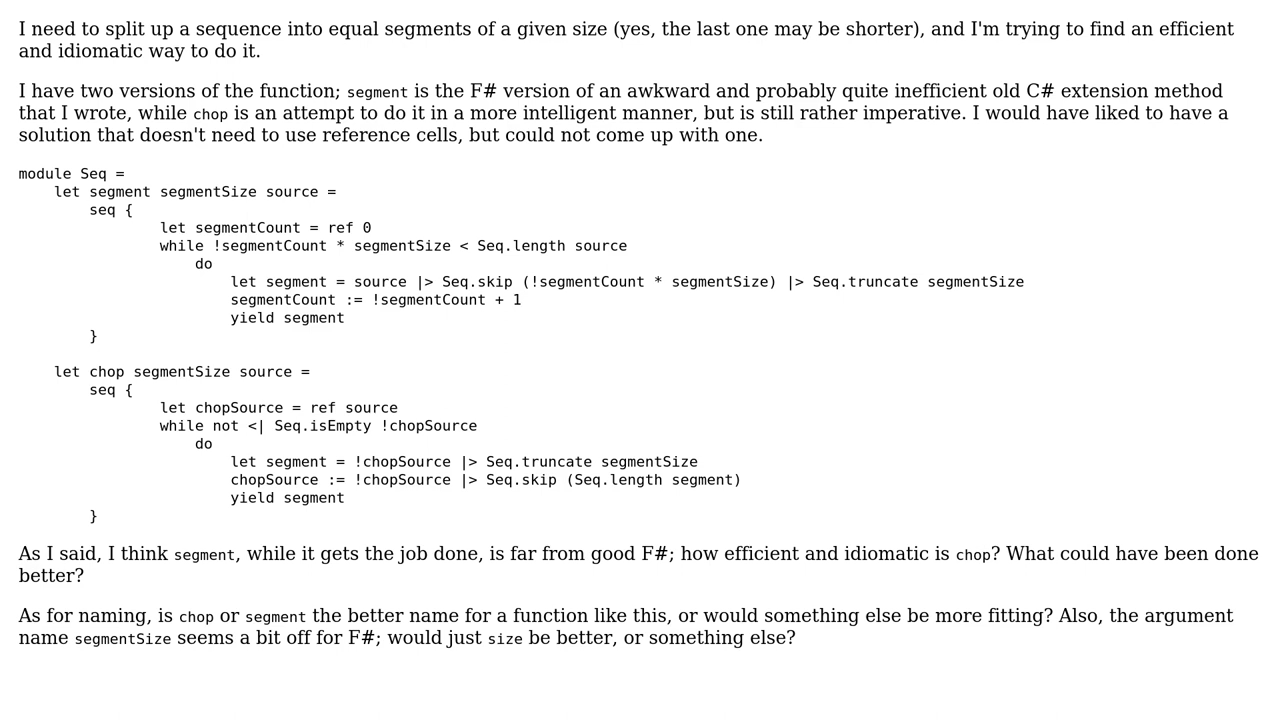 I need to split up a sequence into equal segments of a given size (yes, the last one may be shorter), and I'm trying to find an efficient
and idiomatic way to do it.
I have two versions of the function; segment is the F# version of an awkward and probably quite inefficient old C# extension method
that I wrote, while chop is an attempt to do it in a more intelligent manner, but is still rather imperative. I would have liked to have a
solution that doesn't need to use reference cells, but could not come up with one.
module Seq =
    let segment segmentSize source =
        seq {
                let segmentCount = ref 0
                while !segmentCount * segmentSize < Seq.length source
                    do
                        let segment = source |> Seq.skip (!segmentCount * segmentSize) |> Seq.truncate segmentSize
                        segmentCount := !segmentCount + 1
                        yield segment
        }
    let chop segmentSize source =
        seq {
                let chopSource = ref source
                while not <| Seq.isEmpty !chopSource
                    do
                        let segment = !chopSource |> Seq.truncate segmentSize
                        chopSource := !chopSource |> Seq.skip (Seq.length segment)
                        yield segment
        }
As I said, I think segment, while it gets the job done, is far from good F#; how efficient and idiomatic is chop? What could have been done
better?
As for naming, is chop or segment the better name for a function like this, or would something else be more fitting? Also, the argument
name segmentSize seems a bit off for F#; would just size be better, or something else?